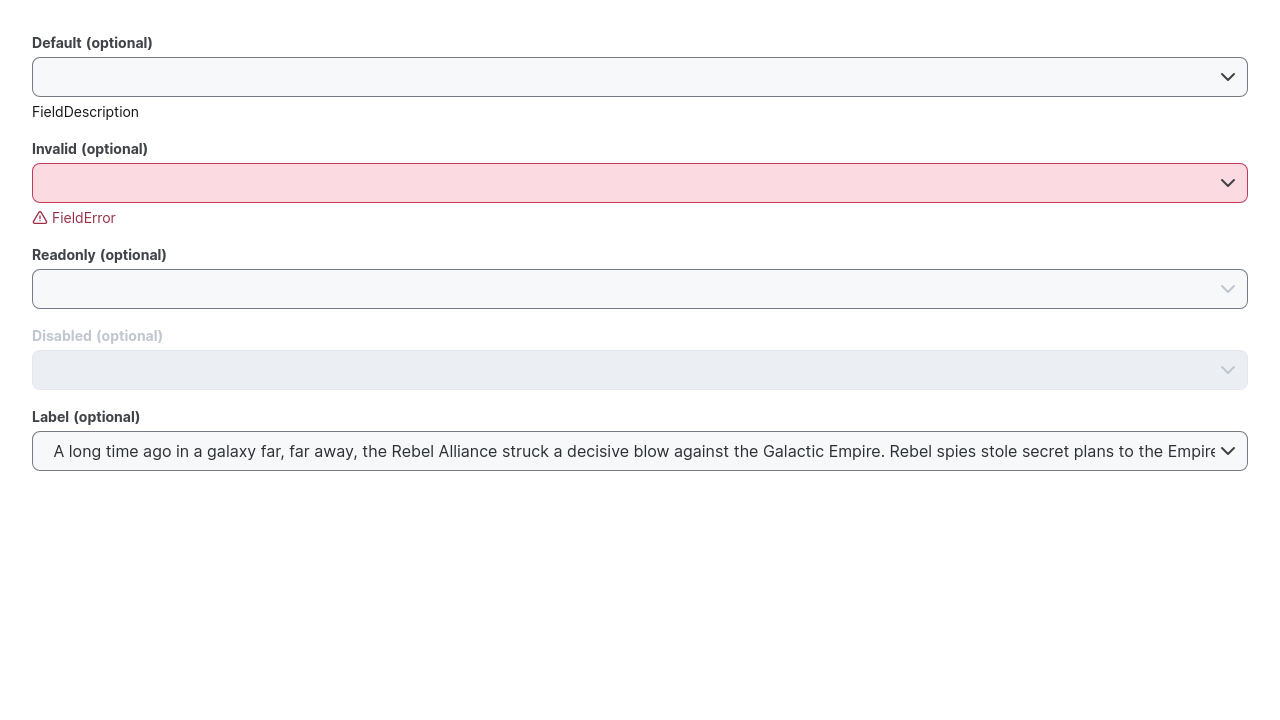 Default (optional)
FieldDescription
Invalid (optional)
FieldError
Readonly (optional)
Disabled (optional)
Label (optional)
A long time ago in a galaxy far, far away, the Rebel Alliance struck a decisive blow against the Galactic Empire. Rebel spies stole secret plans to the Empire